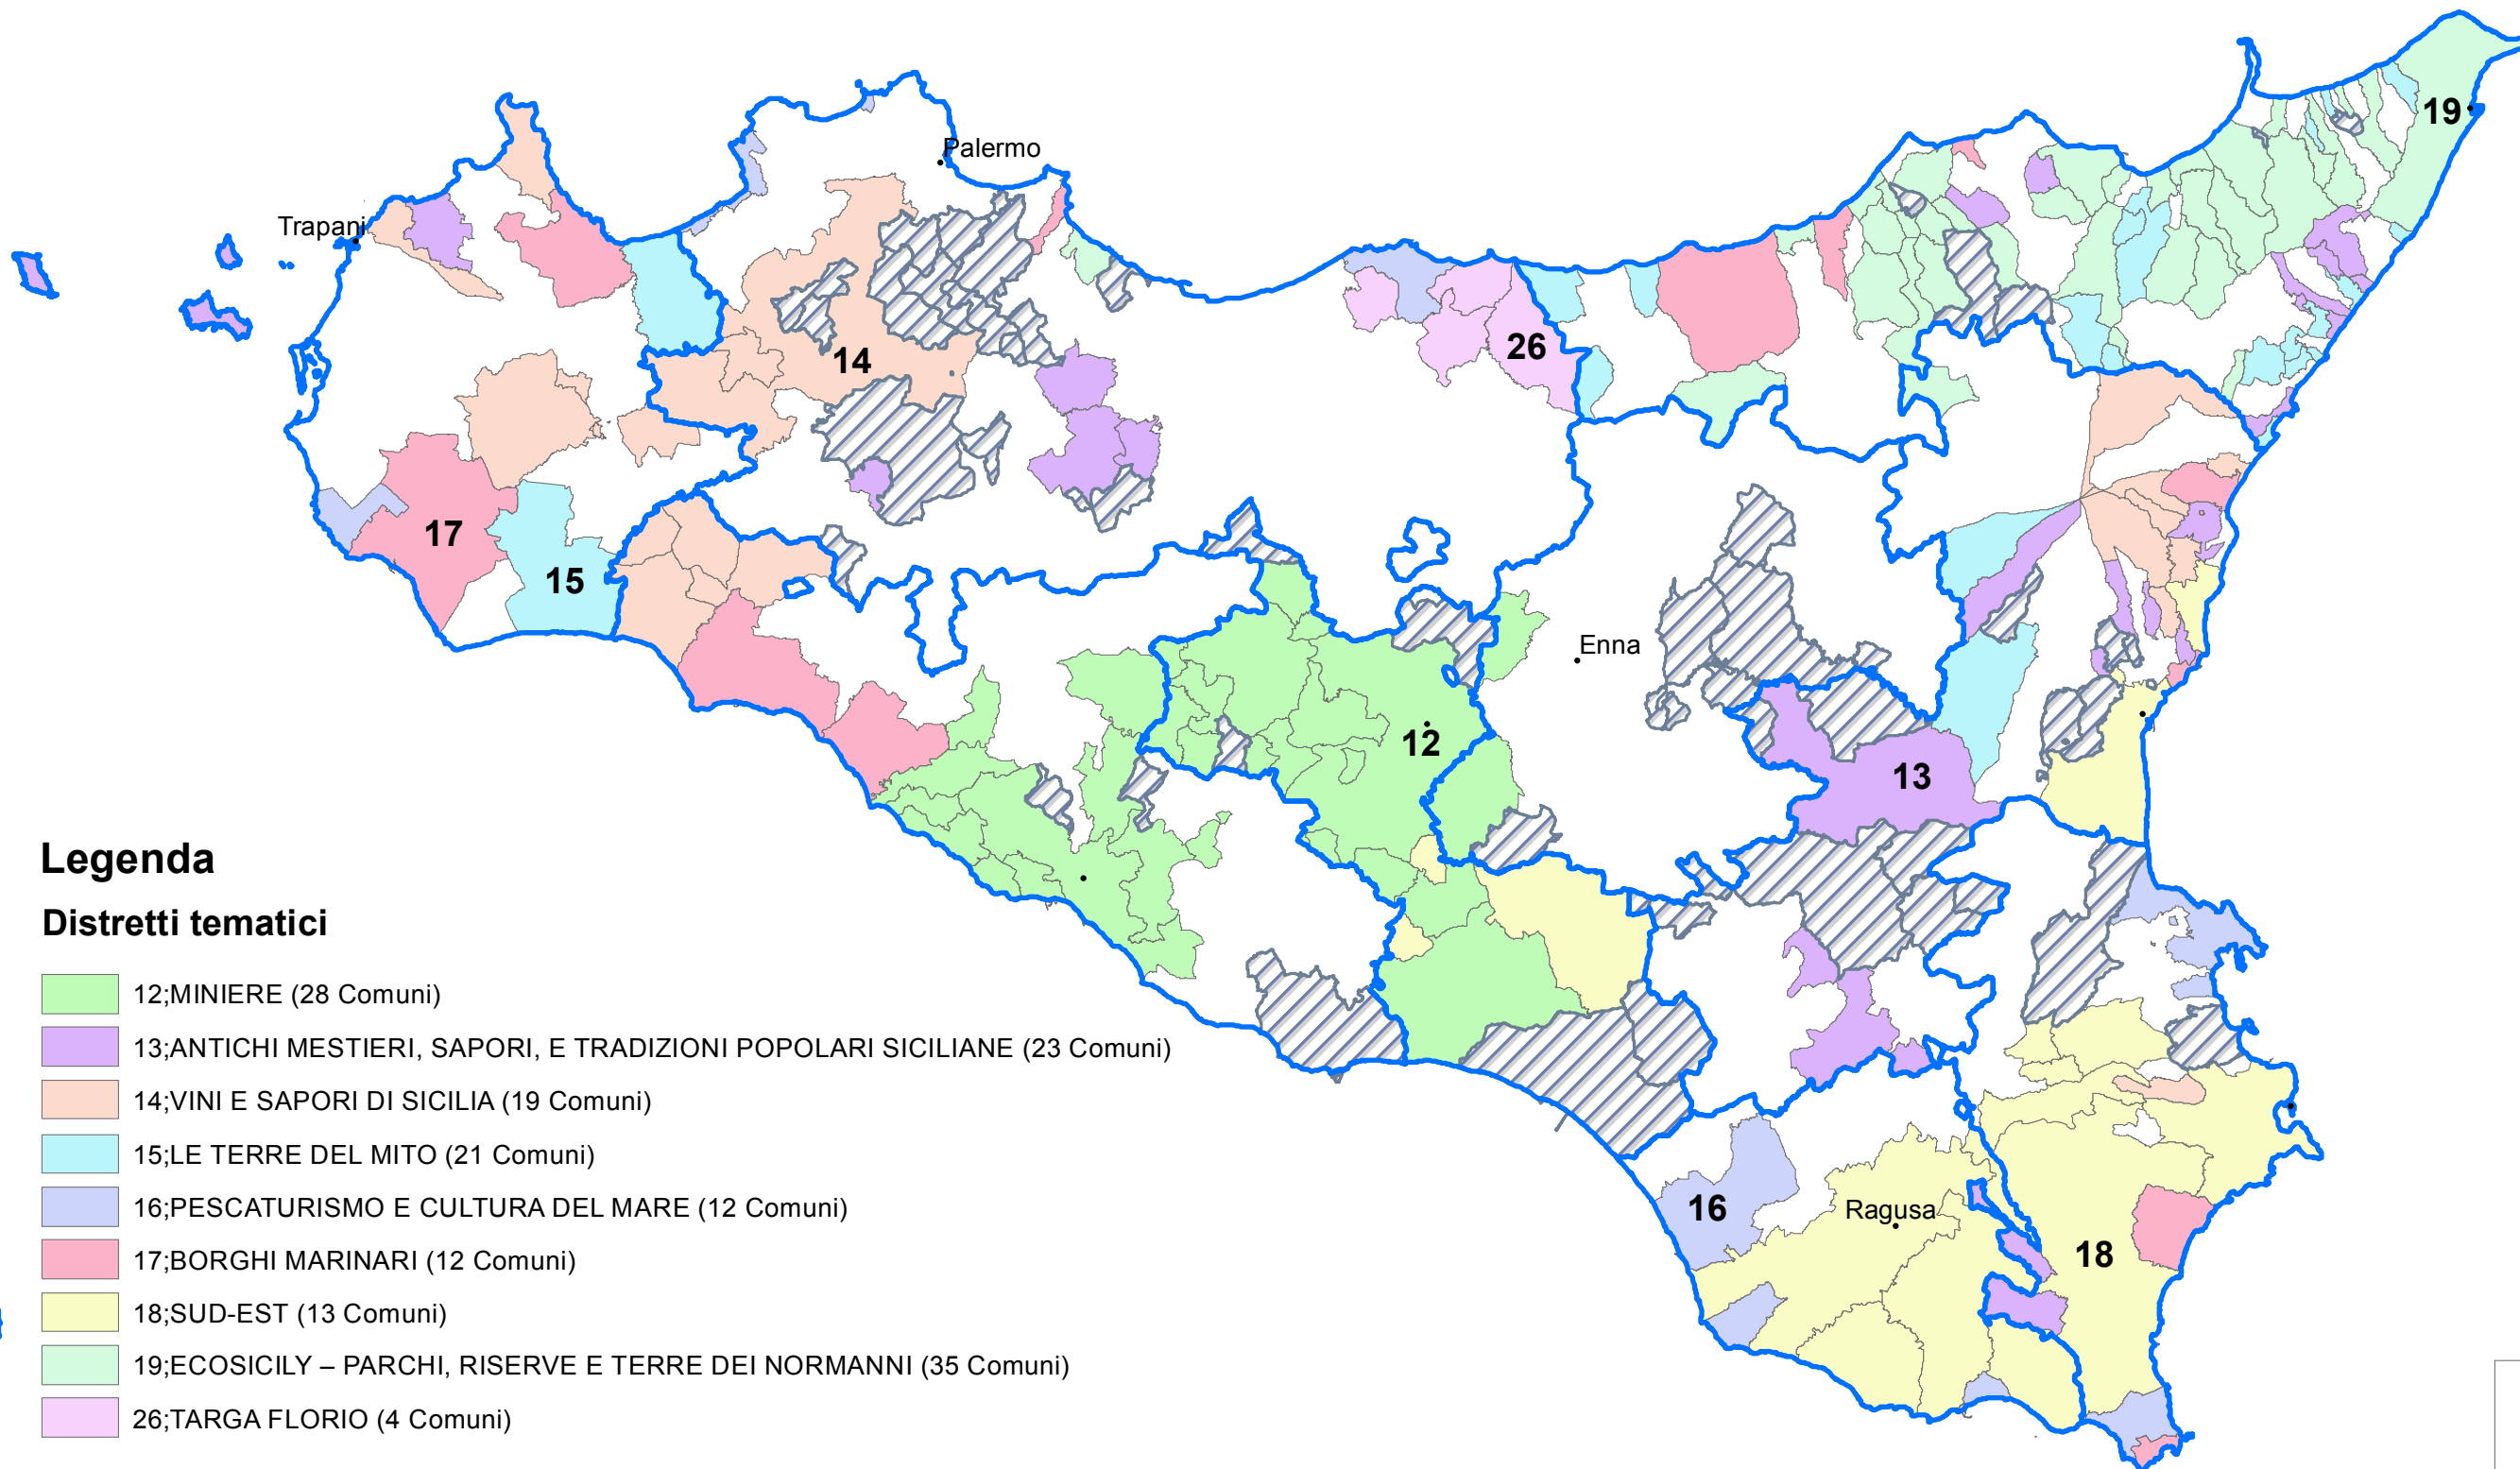 19
Palermo
Trapani
26
14
17
15
Enna
12
13
Legenda
Distretti tematici
12;MINIERE (28 Comuni)
13;ANTICHI MESTIERI, SAPORI, E TRADIZIONI POPOLARI SICILIANE (23 Comuni)
14;VINI E SAPORI DI SICILIA (19 Comuni)
15;LE TERRE DEL MITO (21 Comuni)
16;PESCATURISMO E CULTURA DEL MARE (12 Comuni)
16
Ragusa
18
17;BORGHI MARINARI (12 Comuni)
18;SUD-EST (13 Comuni)
19;ECOSICILY – PARCHI, RISERVE E TERRE DEI NORMANNI (35 Comuni)
26;TARGA FLORIO (4 Comuni)